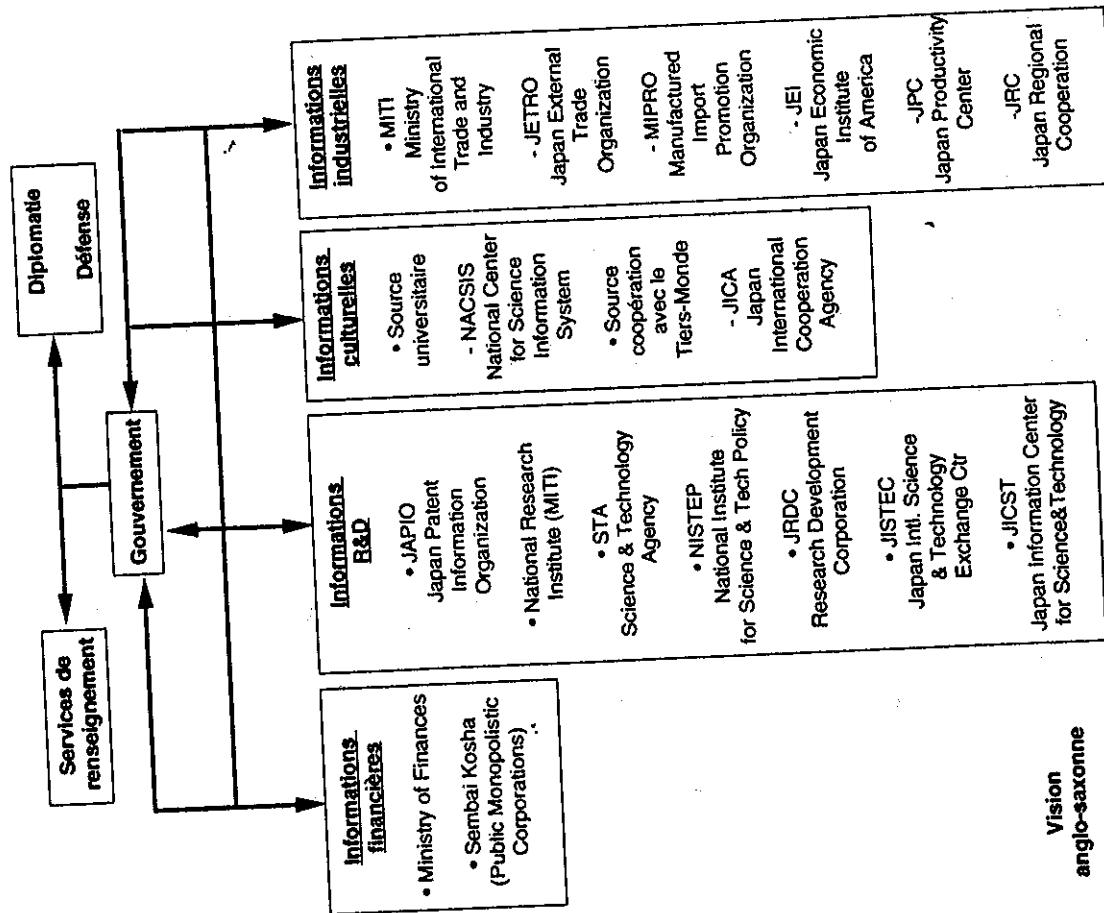 Services de
renseignement
Diplomatie
Défense
Gouvernement
Informations
financières
• Ministry of Finances
• Sembai Kosha
(Public Monopolistic
Corporations)
Informations
R&D
• JAPIO
Japan Patent
Information
Organization
• National Research
Institute (MITI)
• STA
Science & Technology
Agency
• NISTEP
National Institute
for Science & Tech Policy
• JRDC
Research Development
Corporation
• JISTEC
Japan Intl. Science
& Technology
Exchange Ctr
• JICST
Japan Information Center
for Science&Technology
Informations
culturelles
• Source
universitaire
- NACSIS
National Center
for Science
Information
System
• Source
coopération
avec le
Tiers-Monde
- JICA
Japan
International
Cooperation
Agency
Informations
industrielles
• MITI
Ministry
of International
Trade and
Industry
- JETRO
Japan External
Trade
Organization
- MIPRO
Manufactured
Import
Promotion
Organization
- JEI
Japan Economic
Institute
of America
-JPC
Japan Productivity
Center
-JRC
Japan Regional
Cooperation
Vision
anglo-saxonne